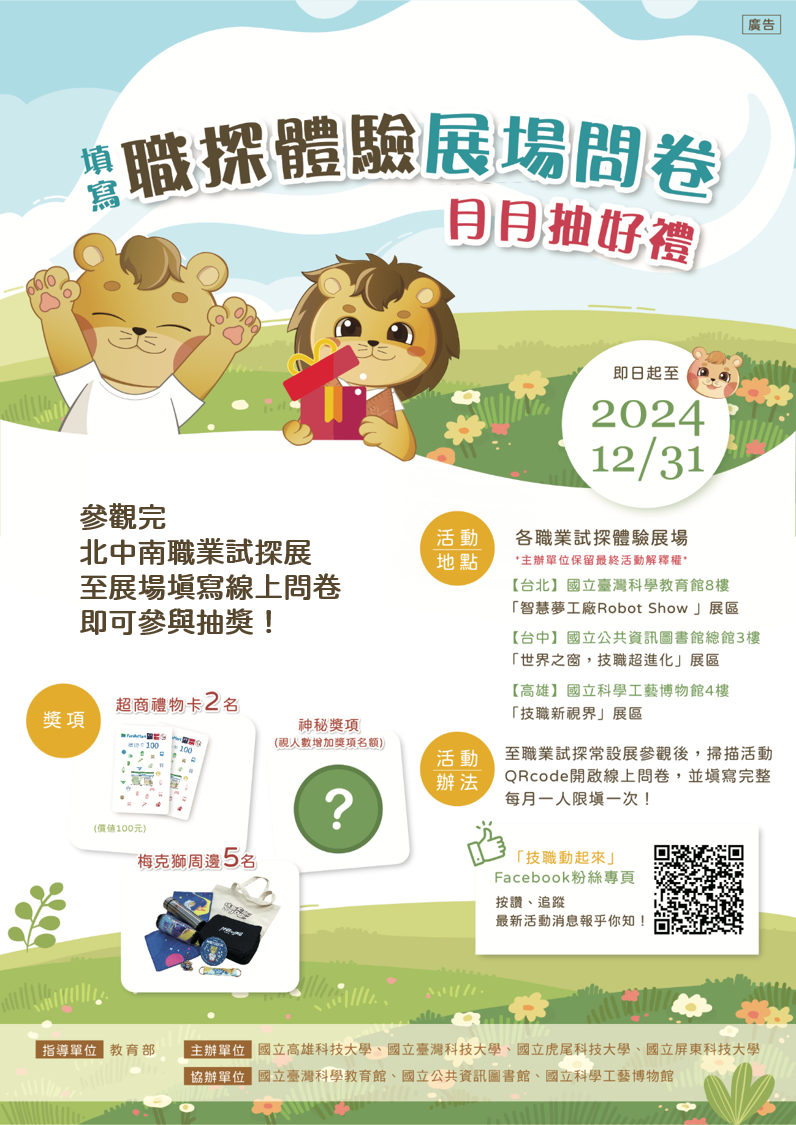 廣告
填寫
職探體驗展場問卷
月月抽好禮
即日起至
2024
12/31
參觀完
北中南職業試探展
至展場填寫線上問卷
即可參與抽獎！
活動
地點
各職業試探體驗展場
*主辦單位保留最終活動解釋權*
【台北】國立臺灣科學教育館8樓
「智慧夢工廠Robot Show 」展區
【台中】國立公共資訊圖書館總館3樓
「世界之窗，技職超進化」展區
【高雄】國立科學工藝博物館4樓
「技職新視界」展區
獎項
超商禮物卡2名
FamilyMart
100
100
(價值100元)
神秘獎項
(視人數增加獎項名額)
?
梅克獅周邊5名
活動
辦法
至職業試探常設展參觀後，掃描活動
QRcode開啟線上問卷，並填寫完整
每月一人限填一次！
「技職動起來」
Facebook粉絲專頁
按讚、追蹤
最新活動消息報乎你知！
指導單位 教育部
主辦單位 國立高雄科技大學、國立臺灣科技大學、國立虎尾科技大學、國立屏東科技大學
協辦單位 國立臺灣科學教育館、國立公共資訊圖書館、國立科學工藝博物館